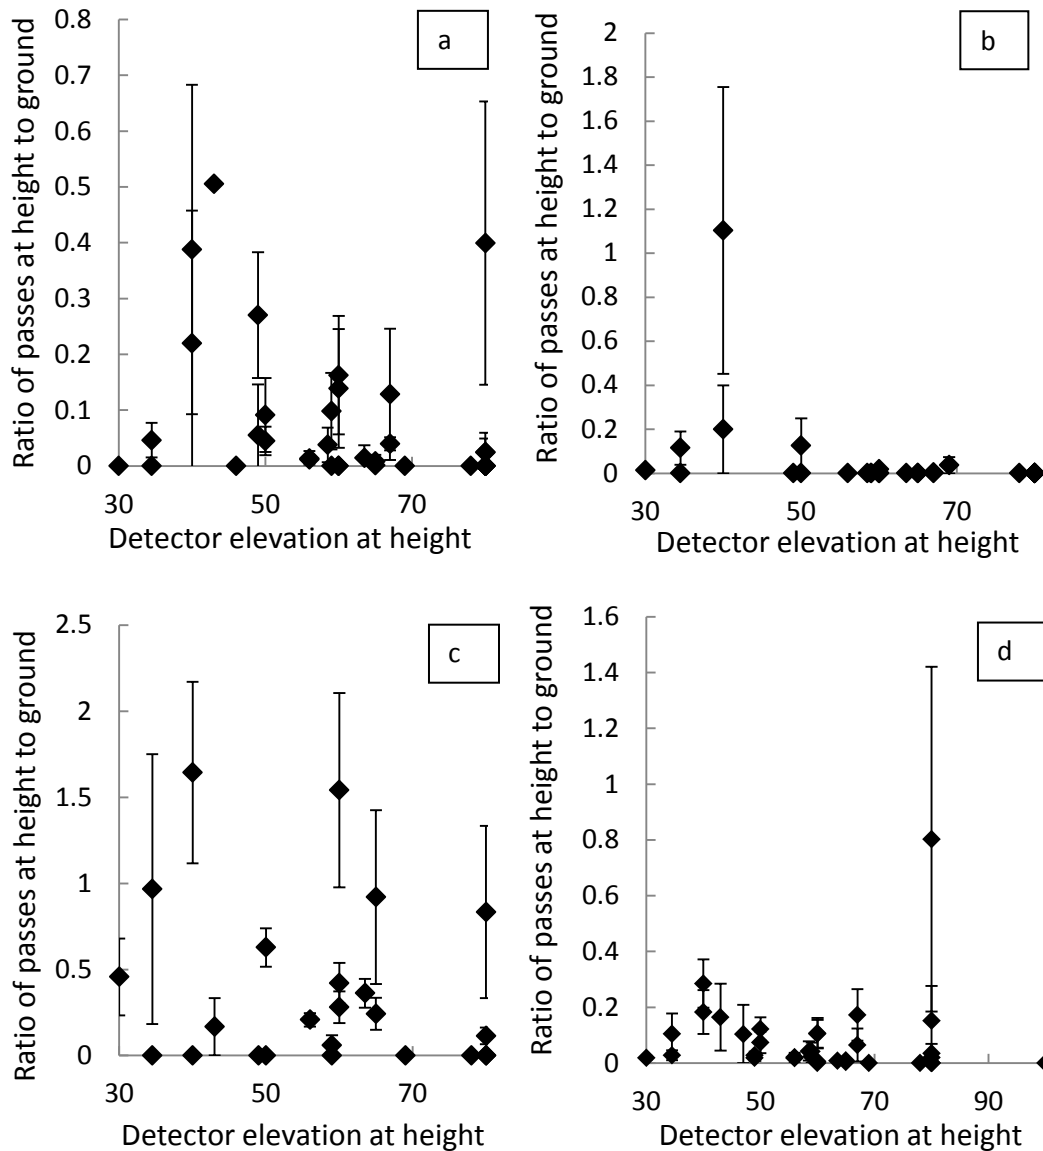 a
Ratio of passes at height to ground
0.8
0.7
0.6
0.5
0.4
0.3
0.2
0.1
0
30 50 70
Detector elevation at height
b
Ratio of passes at height to ground
2
1.8
1.6
1.4
1.2
1
0.8
0.6
0.4
0.2
0
30 50 70
Detector elevation at height
c
Ratio of passes at height to ground
2.5
2
1.5
1
0.5
0
30 50 70
Detector elevation at height
d
Ratio of passes at height to ground
1.6
1.4
1.2
1
0.8
0.6
0.4
0.2
0
30 50 70 90
Detector elevation at height